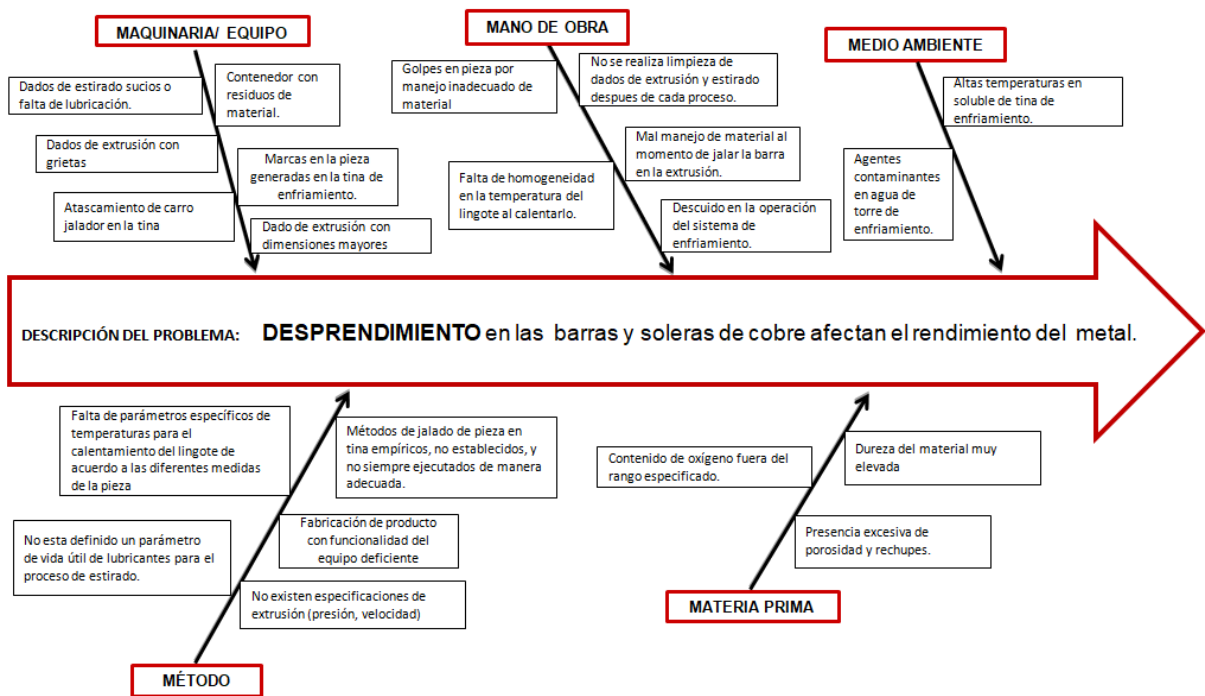 MAQUINARIA/ EQUIPO
Dados de estirado sucios o
falta de lubricación.
Contenedor con
residuos de
material.
Dados de extrusión con
grietas
Marcas en la pieza
generadas en la tina de
enfriamiento.
Atascamiento de carro
jalador en la tina
Dado de extrusión con
dimensiones mayores
MANO DE OBRA
Golpes en pieza por
manejo inadecuado de
material
No se realiza limpieza de
dados de extrusión y estirado
despues de cada proceso.
Mal manejo de material al
momento de jalar la barra
en la extrusión.
Falta de homogeneidad
en la temperatura del
lingote al calentarlo.
Descuido en la operación
del sistema de
enfriamiento.
MEDIO AMBIENTE
Altas temperaturas en
soluble de tina de
enfriamiento.
Agentes
contaminantes
en agua de
torre de
enfriamiento.
DESCRIPCIÓN DEL PROBLEMA: DESPRENDIMIENTO en las barras y soleras de cobre afectan el rendimiento del metal.
Falta de parámetros específicos de
temperaturas para el
calentamiento del lingote de
acuerdo a las diferentes medidas
de la pieza
Métodos de jalado de pieza en
tina empíricos, no establecidos, y
no siempre ejecutados de manera
adecuada.
No esta definido un parámetro
de vida útil de lubricantes para el
proceso de estirado.
Fabricación de producto
con funcionalidad del
equipo deficiente
No existen especificaciones de
extrusión (presión, velocidad)
MÉTODO
Contenido de oxígeno fuera del
rango especificado.
Dureza del material muy
elevada
Presencia excesiva de
porosidad y rechupes.
MATERIA PRIMA